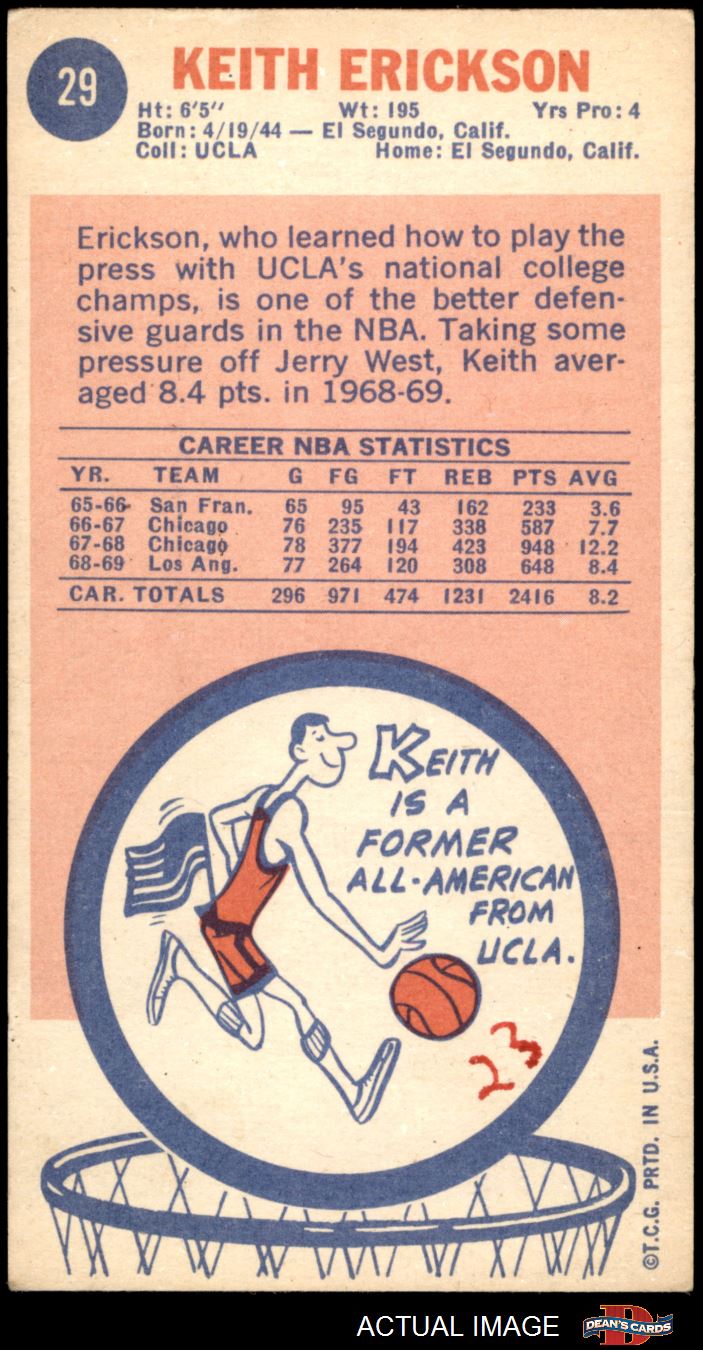 29
KEITH ERICKSON
Ht: 6'5" Wt: 195 Yrs Pro: 4
Born: 4/19/44 — El Segundo, Calif.
Coll: UCLA Home: El Segundo, Calif.
Erickson, who learned how to play the
press with UCLA's national college
champs, is one of the better defen-
sive guards in the NBA. Taking some
pressure off Jerry West, Keith aver-
aged 8.4 pts. in 1968-69.
CAREER NBA STATISTICS
YR. TEAM G FG FT REB PTS AVG
65-66 San Fran. 65 95 43 162 233 3.6
66-67 Chicago 76 235 117 338 587 7.7
67-68 Chicago 78 377 194 423 948 12.2
68-69 Los Ang. 77 264 120 308 648 8.4
CAR. TOTALS 296 971 474 1231 2416 8.2
KEITH
IS A
FORMER
ALL-AMERICAN
FROM
UCLA.
23
©T.C.G. PRTD. IN U.S.A.
ACTUAL IMAGE
DEAN'S CARDS